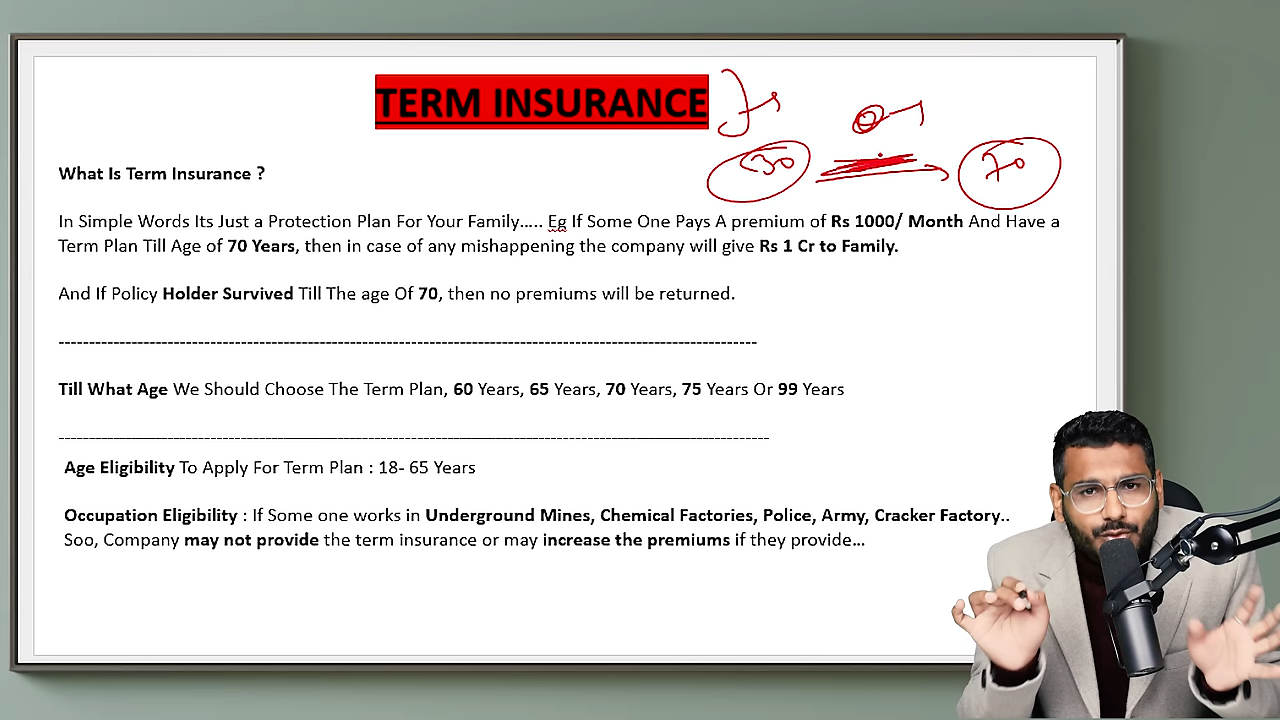 TERM INSURANCE
30
70
What Is Term Insurance ?
In Simple Words Its Just a Protection Plan For Your Family..... Eg If Some One Pays A premium of Rs 1000/ Month And Have a
Term Plan Till Age of 70 Years, then in case of any mishappening the company will give Rs 1 Cr to Family.
And If Policy Holder Survived Till The age Of 70, then no premiums will be returned.
Till What Age We Should Choose The Term Plan, 60 Years, 65 Years, 70 Years, 75 Years Or 99 Years
Age Eligibility To Apply For Term Plan : 18- 65 Years
Occupation Eligibility : If Some one works in Underground Mines, Chemical Factories, Police, Army, Cracker Factory..
Soo, Company may not provide the term insurance or may increase the premiums if they provide...